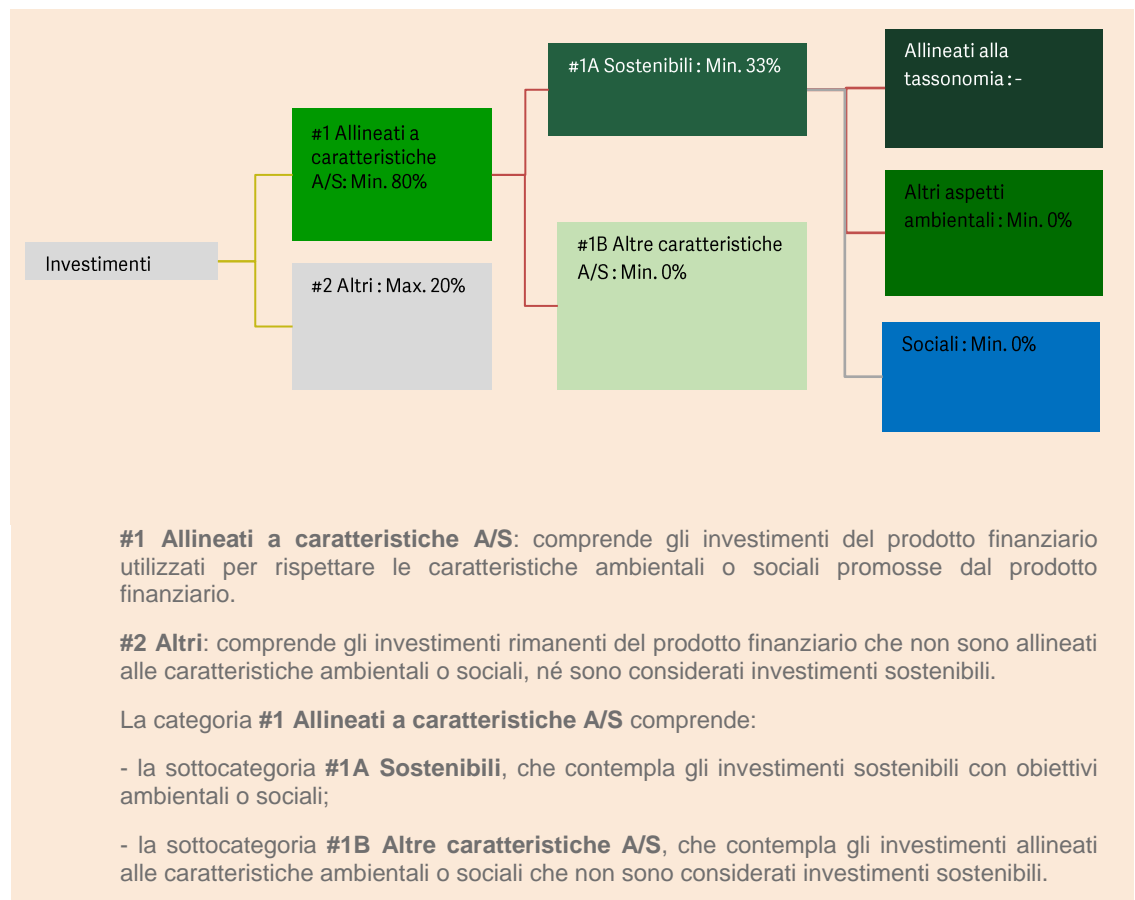 Investimenti
#1 Allineati a
caratteristiche
A/S: Min. 80%
#2 Altri : Max. 20%
#1A Sostenibili : Min. 33%
#1B Altre caratteristiche
A/S : Min. 0%
Allineati alla
tassonomia : -
Altri aspetti
ambientali : Min. 0%
Sociali : Min. 0%
#1 Allineati a caratteristiche A/S: comprende gli investimenti del prodotto finanziario
utilizzati per rispettare le caratteristiche ambientali o sociali promosse dal prodotto
finanziario.
#2 Altri: comprende gli investimenti rimanenti del prodotto finanziario che non sono allineati
alle caratteristiche ambientali o sociali, né sono considerati investimenti sostenibili.
La categoria #1 Allineati a caratteristiche A/S comprende:
- la sottocategoria #1A Sostenibili, che contempla gli investimenti sostenibili con obiettivi
ambientali o sociali;
- la sottocategoria #1B Altre caratteristiche A/S, che contempla gli investimenti allineati
alle caratteristiche ambientali o sociali che non sono considerati investimenti sostenibili.